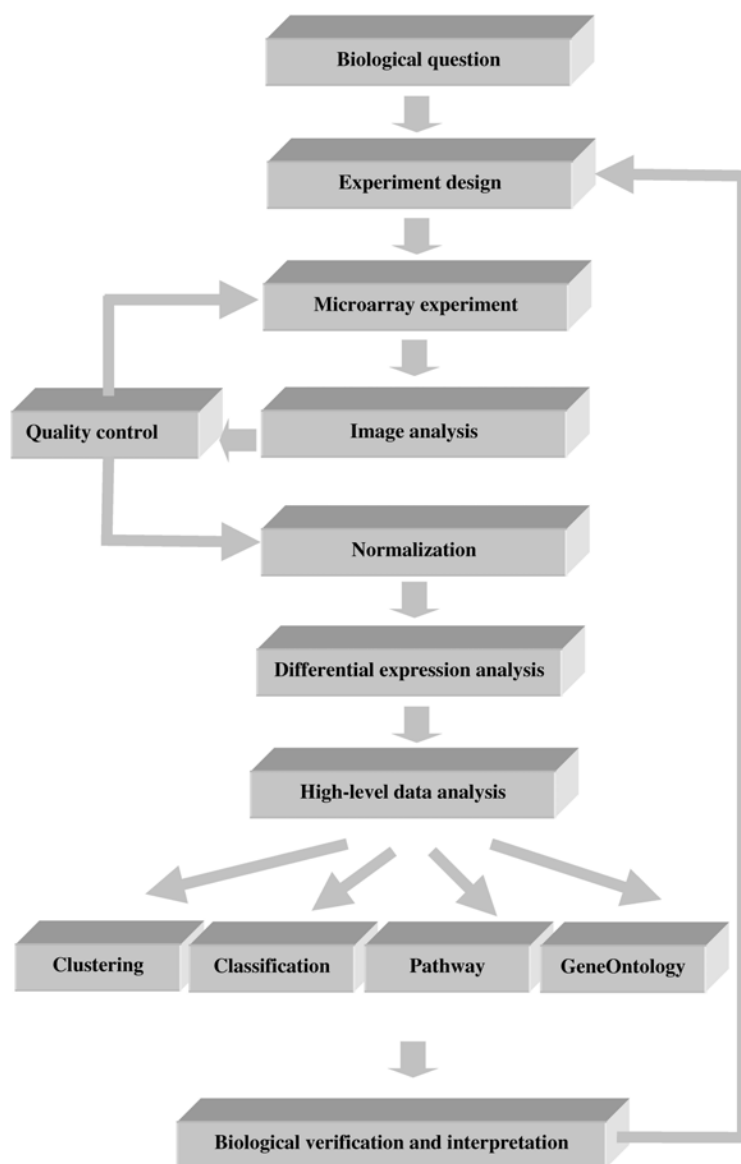 Biological question
Experiment design
Microarray experiment
Quality control
Image analysis
Normalization
Differential expression analysis
High-level data analysis
Clustering
Classification
Pathway
GeneOntology
Biological verification and interpretation